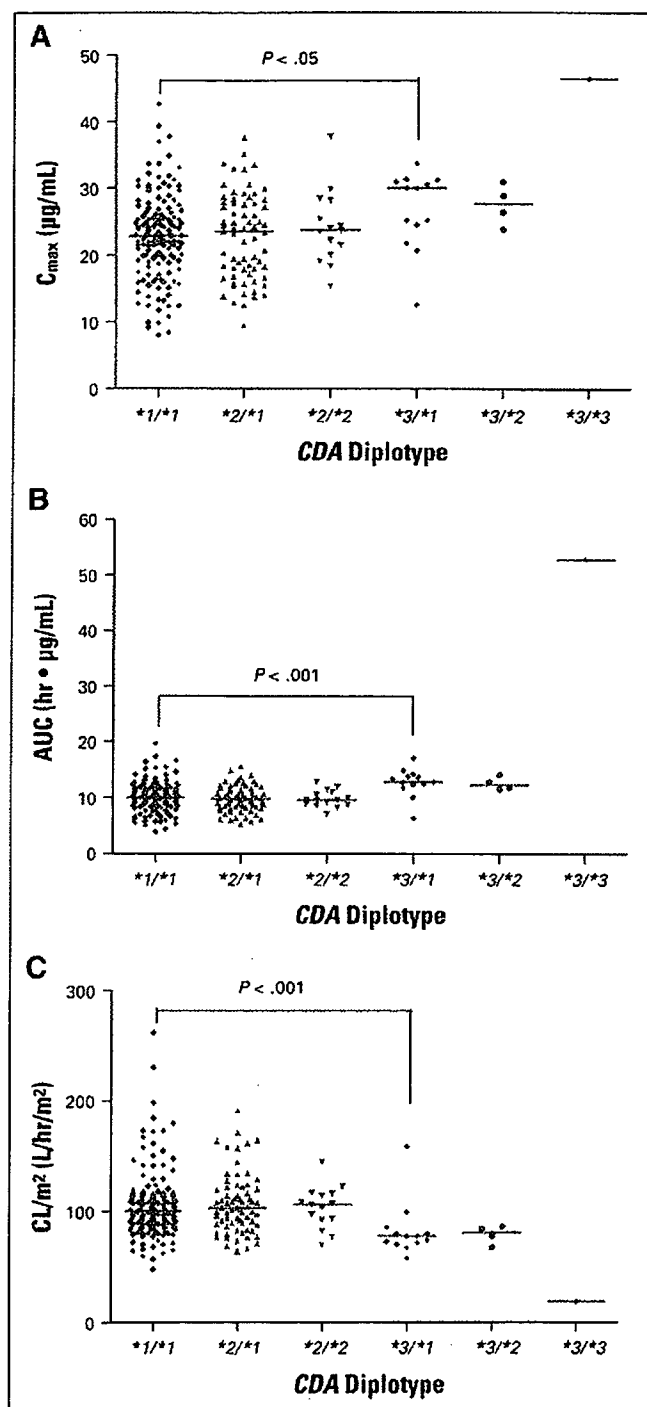 A
P < .05
50
40
30
20
10
0
Cmax (µg/mL)
*1/*1 *2/*1 *2/*2 *3/*1 *3/*2 *3/*3
CDA Diplotype
B
P < .001
60
50
40
30
20
10
0
AUC (hr • µg/mL)
*1/*1 *2/*1 *2/*2 *3/*1 *3/*2 *3/*3
CDA Diplotype
C
P < .001
300
200
100
0
CL/m² (L/hr/m²)
*1/*1 *2/*1 *2/*2 *3/*1 *3/*2 *3/*3
CDA Diplotype